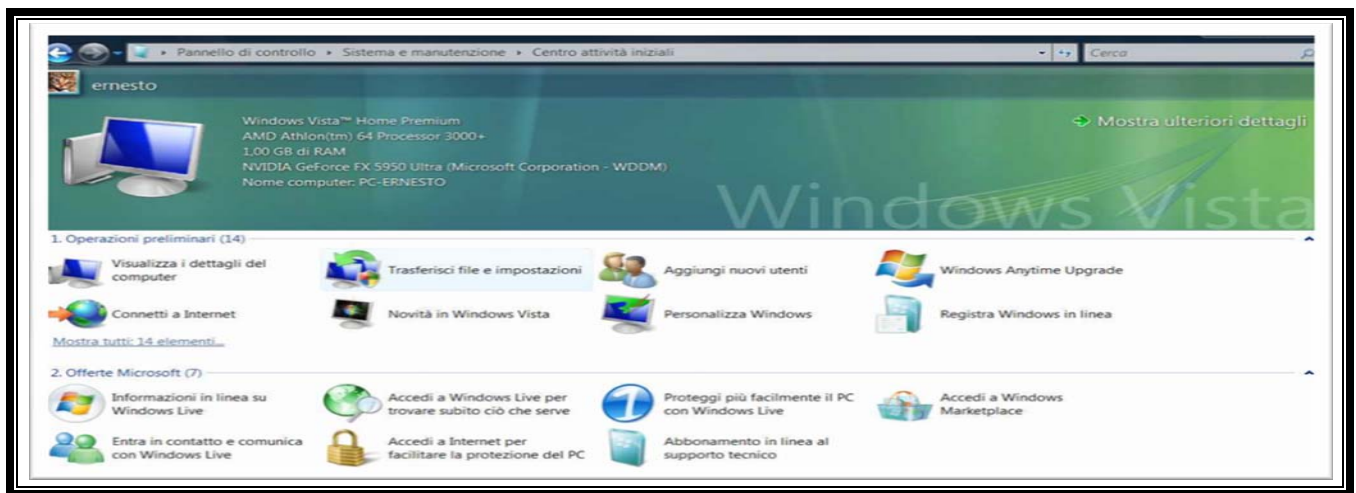 Pannello di controllo ▸ Sistema e manutenzione ▸ Centro attività iniziali
Cerca
ernesto
Windows Vista™ Home Premium
AMD Athlon(tm) 64 Processor 3000+
1,00 GB di RAM
NVIDIA GeForce FX 5950 Ultra (Microsoft Corporation - WDDM)
Nome computer: PC-ERNESTO
Mostra ulteriori dettagli
Windows Vista
1. Operazioni preliminari (14)
Visualizza i dettagli del
computer
Trasferisci file e impostazioni
Aggiungi nuovi utenti
Windows Anytime Upgrade
Connetti a Internet
Novità in Windows Vista
Personalizza Windows
Registra Windows in linea
Mostra tutti: 14 elementi...
2. Offerte Microsoft (7)
Informazioni in linea su
Windows Live
Accedi a Windows Live per
trovare subito ciò che serve
Proteggi più facilmente il PC
con Windows Live
Accedi a Windows
Marketplace
Entra in contatto e comunica
con Windows Live
Accedi a Internet per
facilitare la protezione del PC
Abbonamento in linea al
supporto tecnico